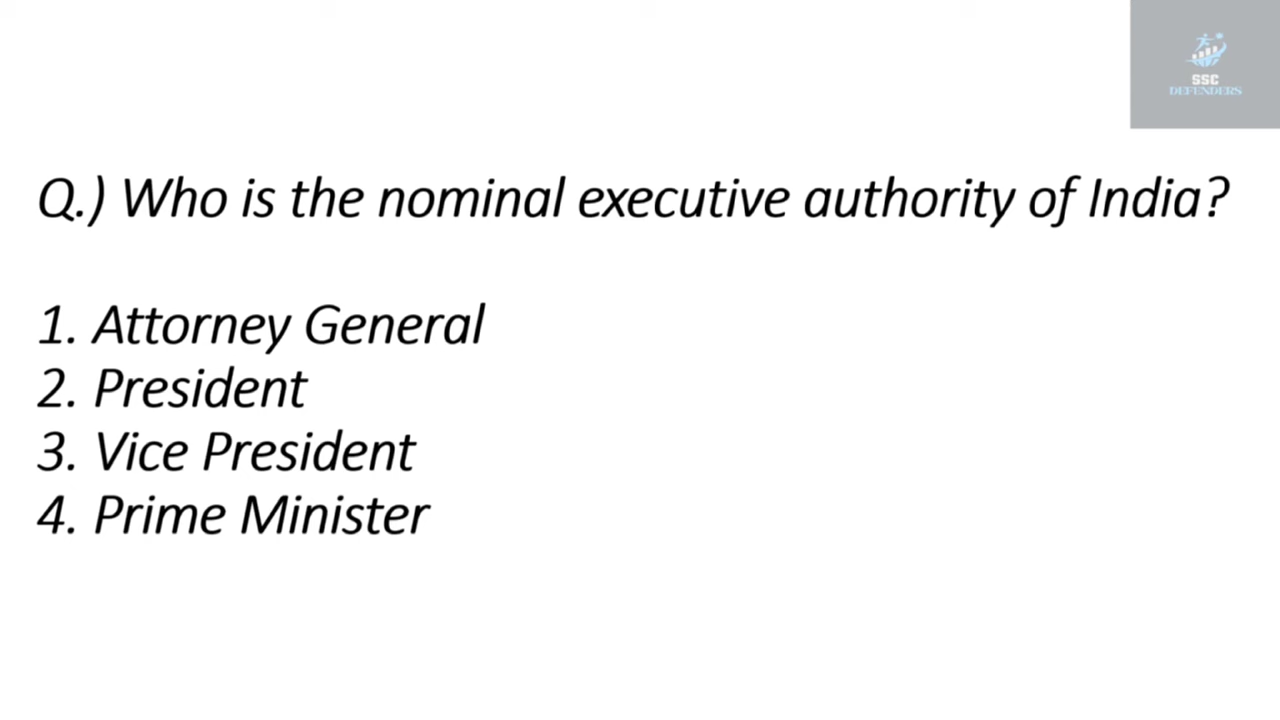 SSC
DEFENDERS
Q.) Who is the nominal executive authority of India?
1. Attorney General
2. President
3. Vice President
4. Prime Minister